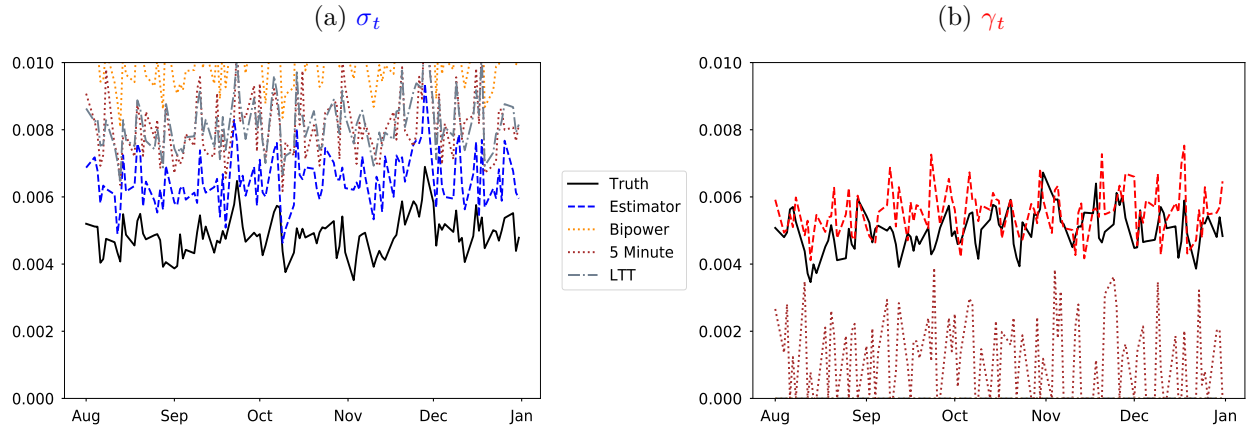 (a) σt
(b) γt
0.010
0.008
0.006
0.004
0.002
0.000
Aug Sep Oct Nov Dec Jan
Truth
Estimator
Bipower
5 Minute
LTT
0.010
0.008
0.006
0.004
0.002
0.000
Aug Sep Oct Nov Dec Jan